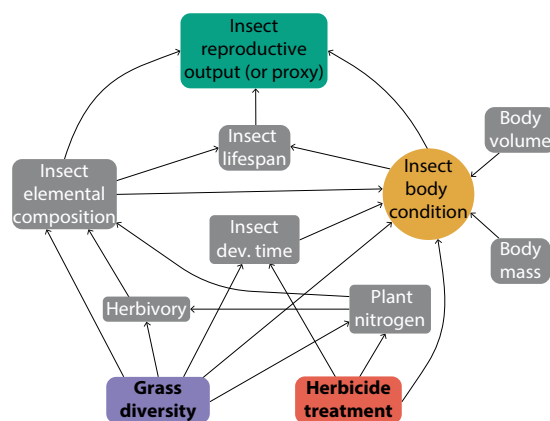 Insect
reproductive
output (or proxy)
Body
volume
Insect
lifespan
Insect
elemental
composition
Insect
body
condition
Insect
dev. time
Body
mass
Herbivory
Plant
nitrogen
Grass
diversity
Herbicide
treatment